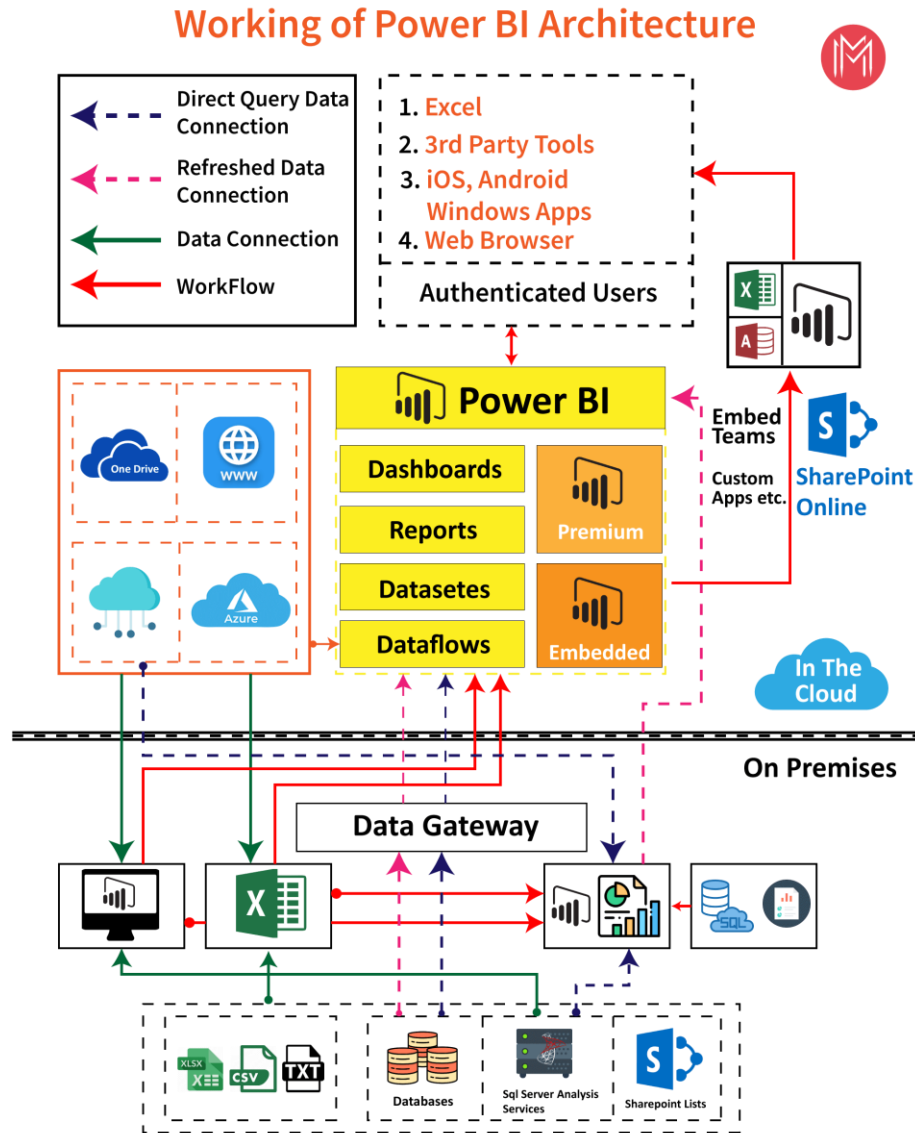 Working of Power BI Architecture
M
Direct Query Data
Connection
Refreshed Data
Connection
Data Connection
WorkFlow
1. Excel
2. 3rd Party Tools
3. iOS, Android
Windows Apps
4. Web Browser
Authenticated Users
X
A
Power BI
Embed
Teams
Custom
Apps etc.
S
SharePoint
Online
One Drive
WWW
Azure
Dashboards
Reports
Datasetes
Dataflows
Premium
Embedded
In The
Cloud
On Premises
Data Gateway
X
SQL
XLSX
X
CSV
TXT
Databases
Sql Server Analysis
Services
S
Sharepoint Lists